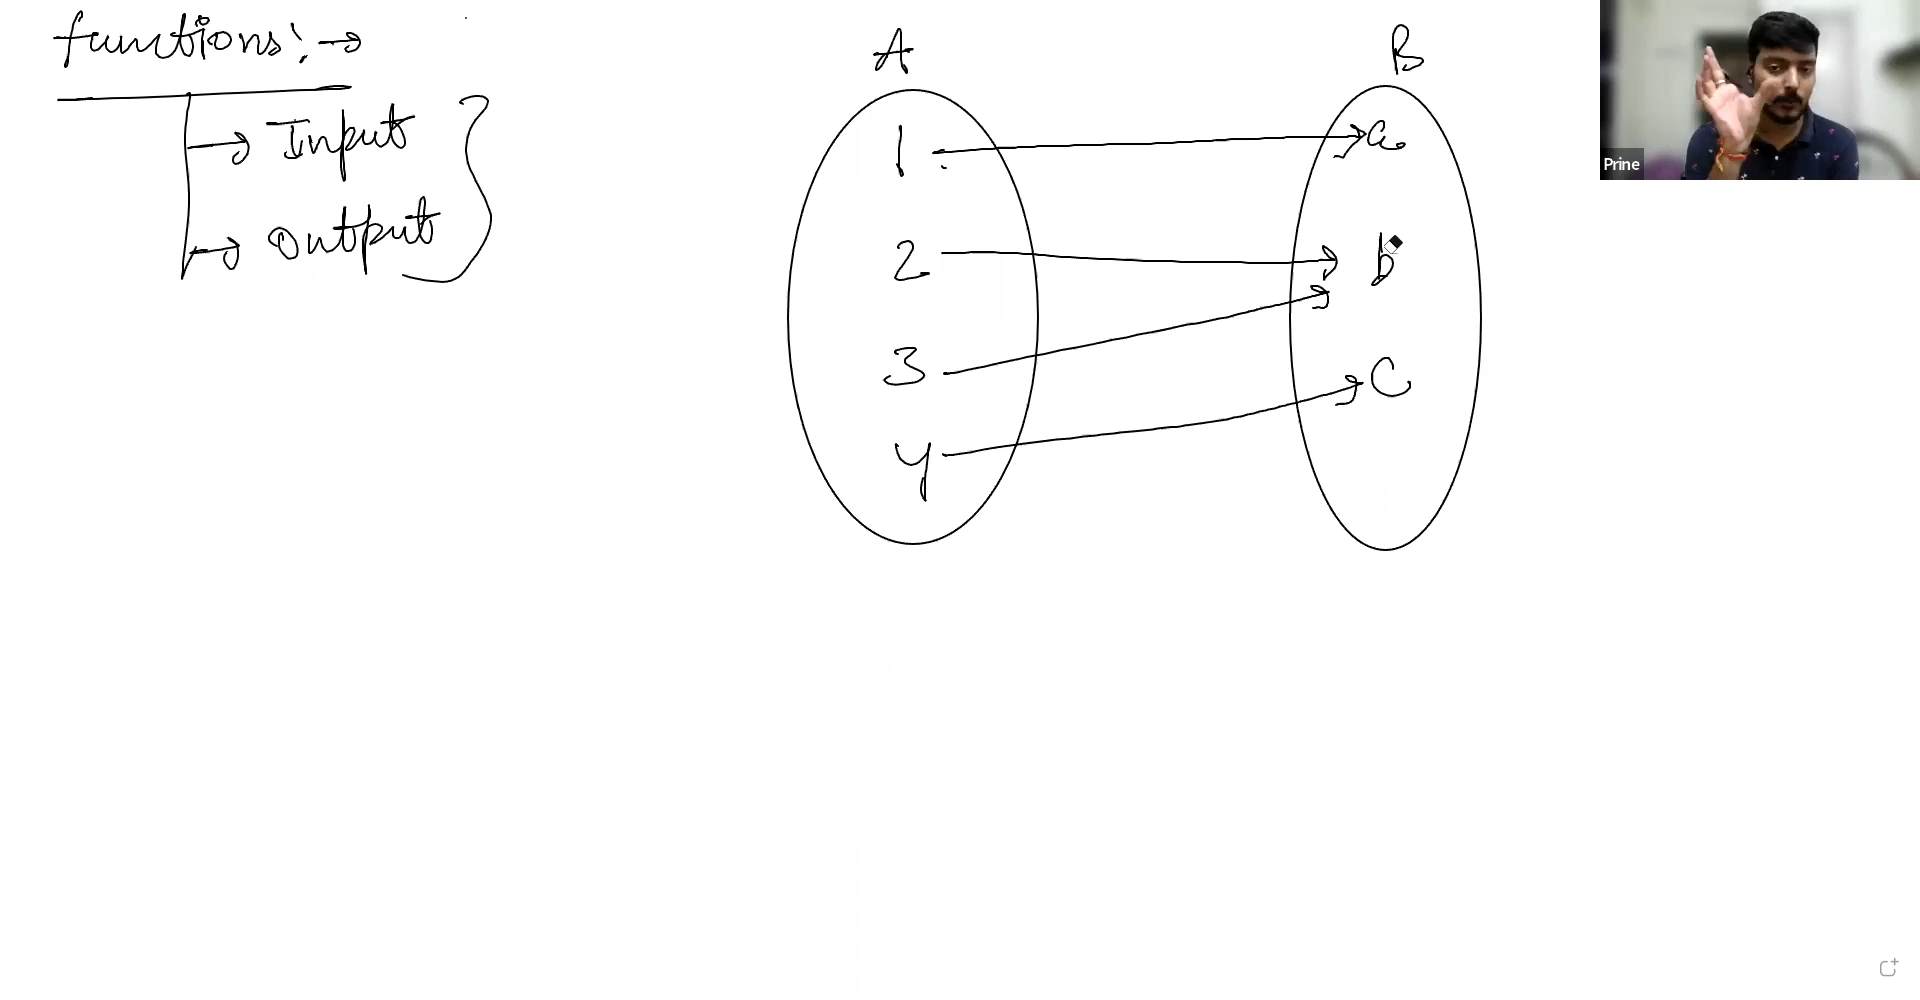 functions:→
→ Input
→ Output
A
B
1
a
2
b
3
c
4
Prine